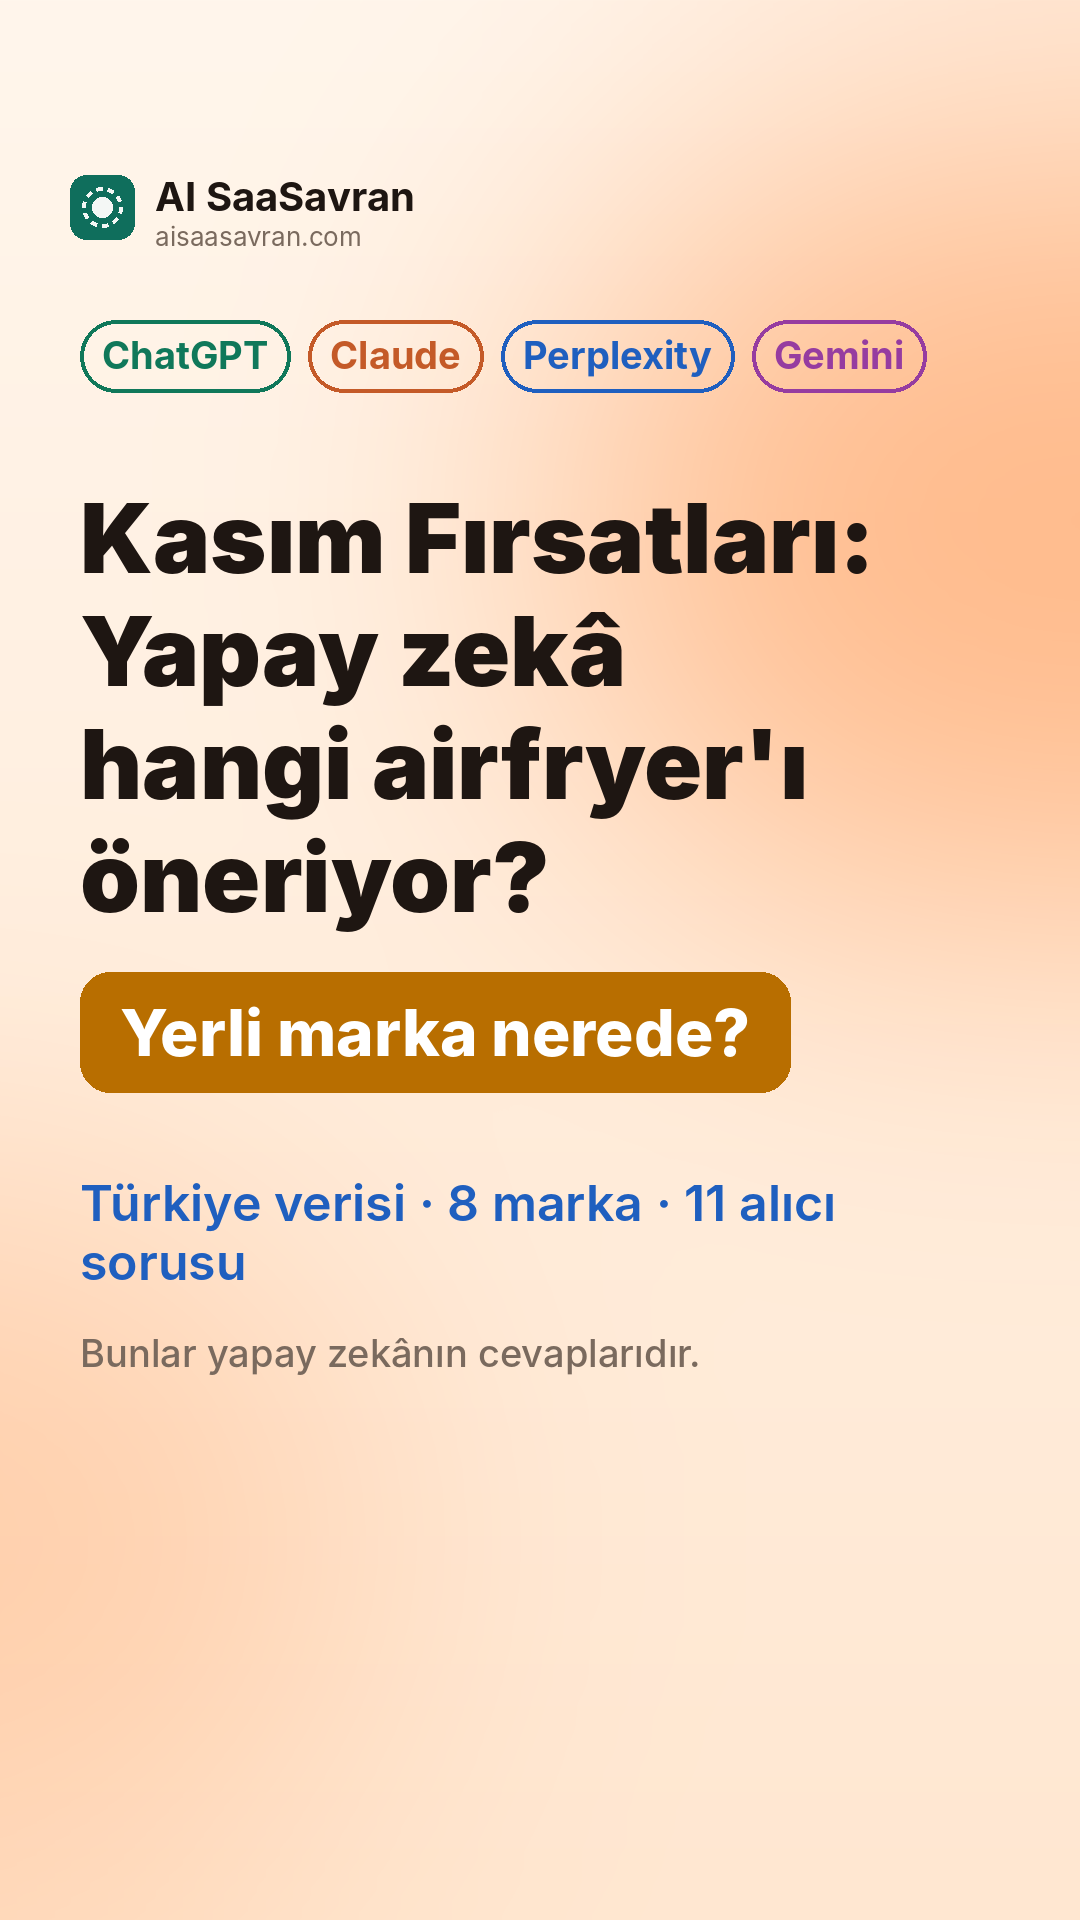 AI SaaSavran
aisaasavran.com
ChatGPT Claude Perplexity Gemini
Kasım Fırsatları:
Yapay zekâ
hangi airfryer'ı
öneriyor?
Yerli marka nerede?
Türkiye verisi · 8 marka · 11 alıcı
sorusu
Bunlar yapay zekânın cevaplarıdır.